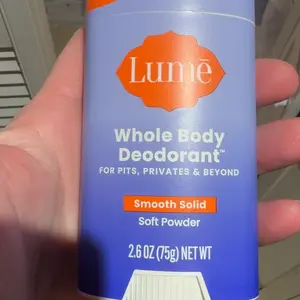 Lumē
Whole Body
Deodorant™
FOR PITS, PRIVATES & BEYOND
Smooth Solid
Soft Powder
2.6 OZ (75g) NET WT